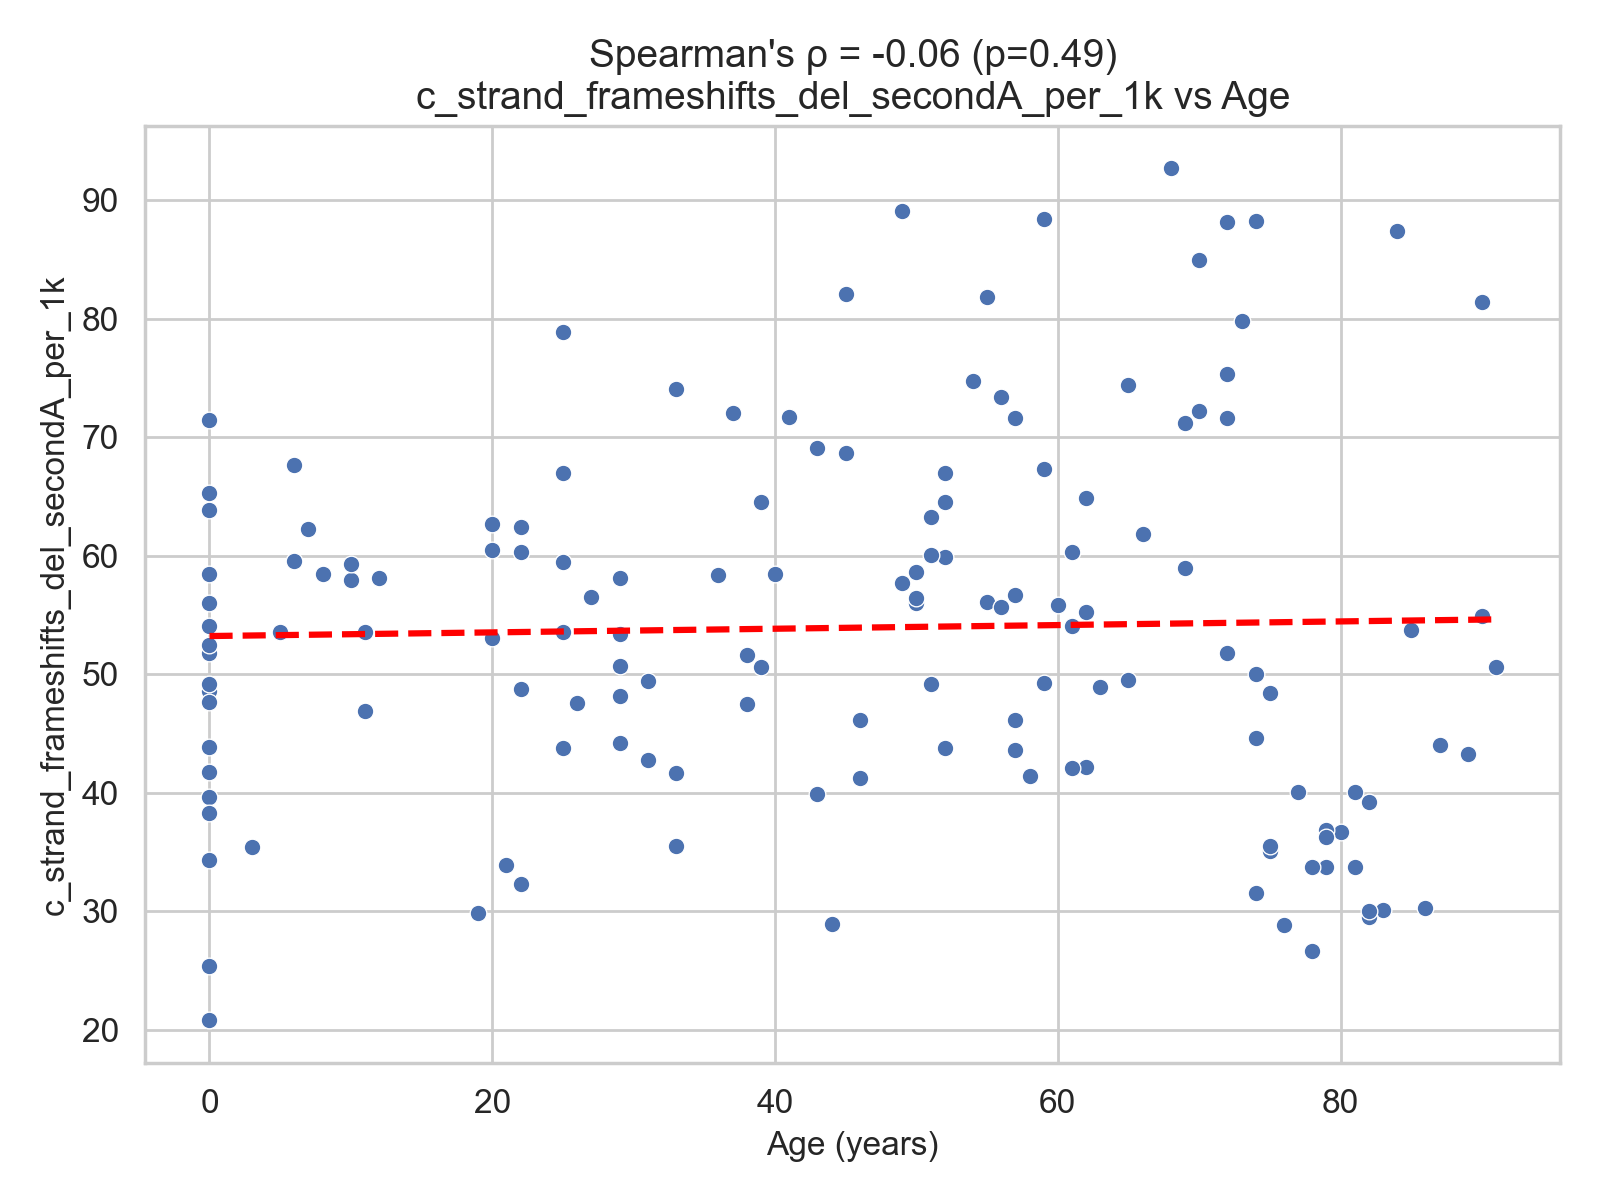 Spearman's ρ = -0.06 (p=0.49)
c_strand_frameshifts_del_secondA_per_1k vs Age
c_strand_frameshifts_del_secondA_per_1k
90
80
70
60
50
40
30
20
0 20 40 60 80
Age (years)